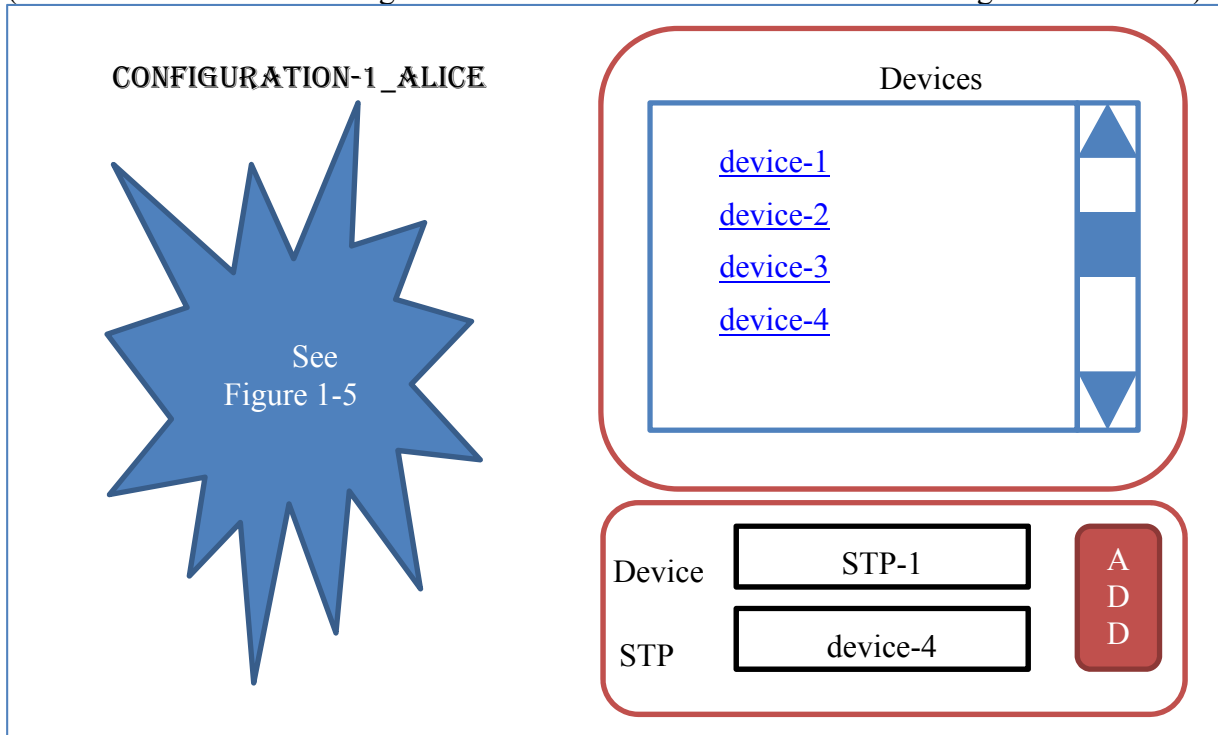 CONFIGURATION-1_ALICE
Devices
device-1
device-2
device-3
device-4
See
Figure 1-5
Device
STP-1
STP
device-4
A
D
D